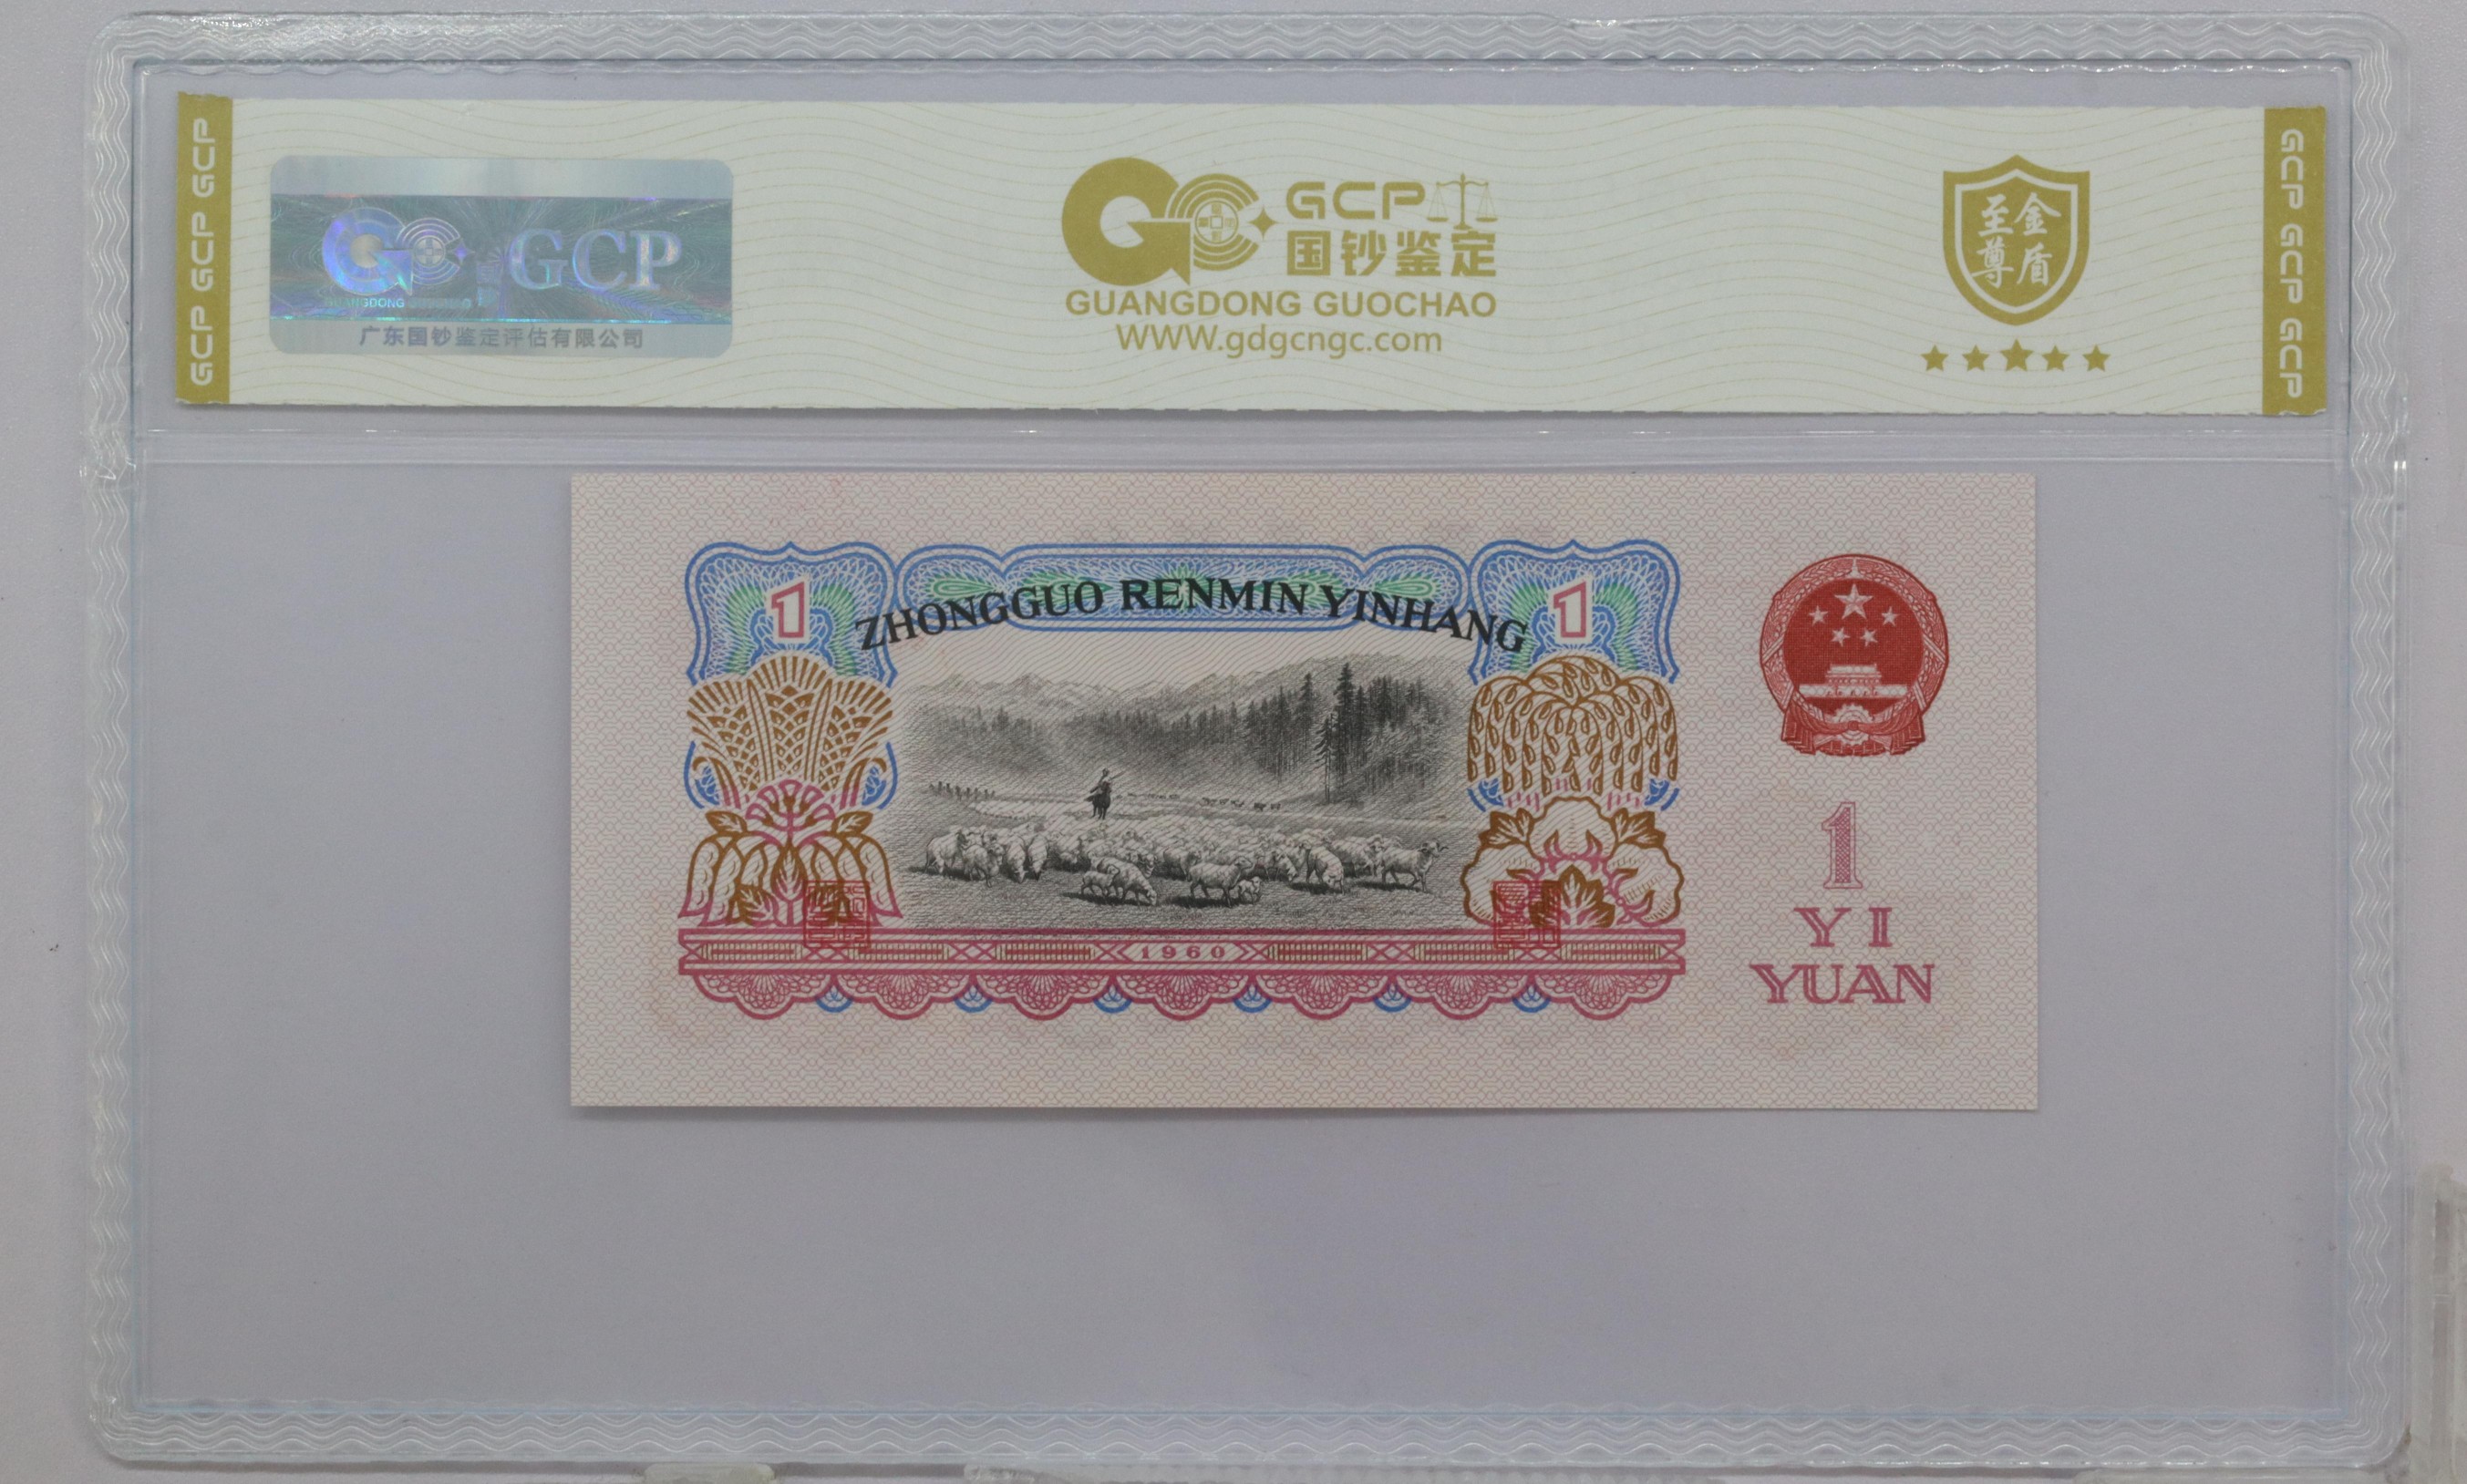 GCP GCP GCP
GCP
GUANGDONG
广东国钞鉴定评估有限公司
GCP
国钞鉴定
GUANGDONG GUOCHAO
WWW.gdgcngc.com
至尊
金盾
GCP GCP GCP
ZHONGGUO RENMIN YINHANG
1
1
1960
1
YI
YUAN